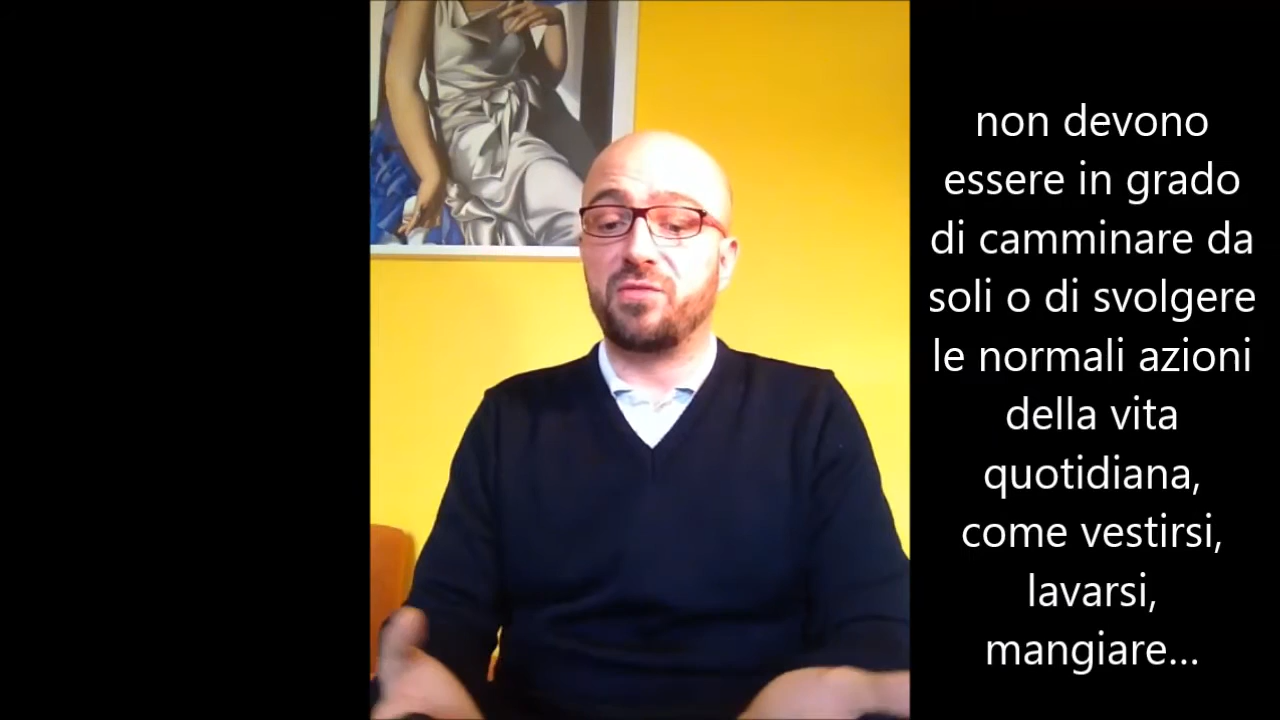 non devono
essere in grado
di camminare da
soli o di svolgere
le normali azioni
della vita
quotidiana,
come vestirsi,
lavarsi,
mangiare...